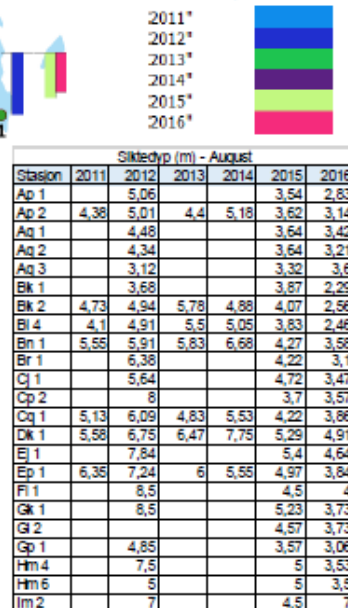 2011*
2012*
2013*
2014*
2015*
2016*
Siktedyp (m) - August
Stasjon 2011 2012 2013 2014 2015 2016
Ap 1 5,06 3,54 2,83
Ap 2 4,38 5,01 4,4 5,18 3,62 3,14
Aq 1 4,48 3,64 3,42
Aq 2 4,34 3,64 3,21
Aq 3 3,12 3,32 3,6
Bk 1 3,68 3,87 2,29
Bk 2 4,73 4,94 5,78 4,88 4,07 2,56
Bl 4 4,1 4,91 5,5 5,05 3,83 2,46
Bn 1 5,55 5,91 5,83 6,68 4,27 3,58
Br 1 6,38 4,22 3,1
Cj 1 5,64 4,72 3,47
Cp 2 8 3,7 3,57
Cq 1 5,13 6,09 4,83 5,53 4,22 3,86
Dk 1 5,58 6,75 6,47 7,75 5,29 4,91
Ej 1 7,84 5,4 4,64
Ep 1 6,35 7,24 6 5,55 4,97 3,84
Fl 1 8,5 4,5 4
Gk 1 8,5 5,23 3,73
Gl 2 4,57 3,73
Gp 1 4,85 3,57 3,06
Hm 4 7,5 5 3,53
Hm 6 5 5 3,5
Im 2 7 4,5 7